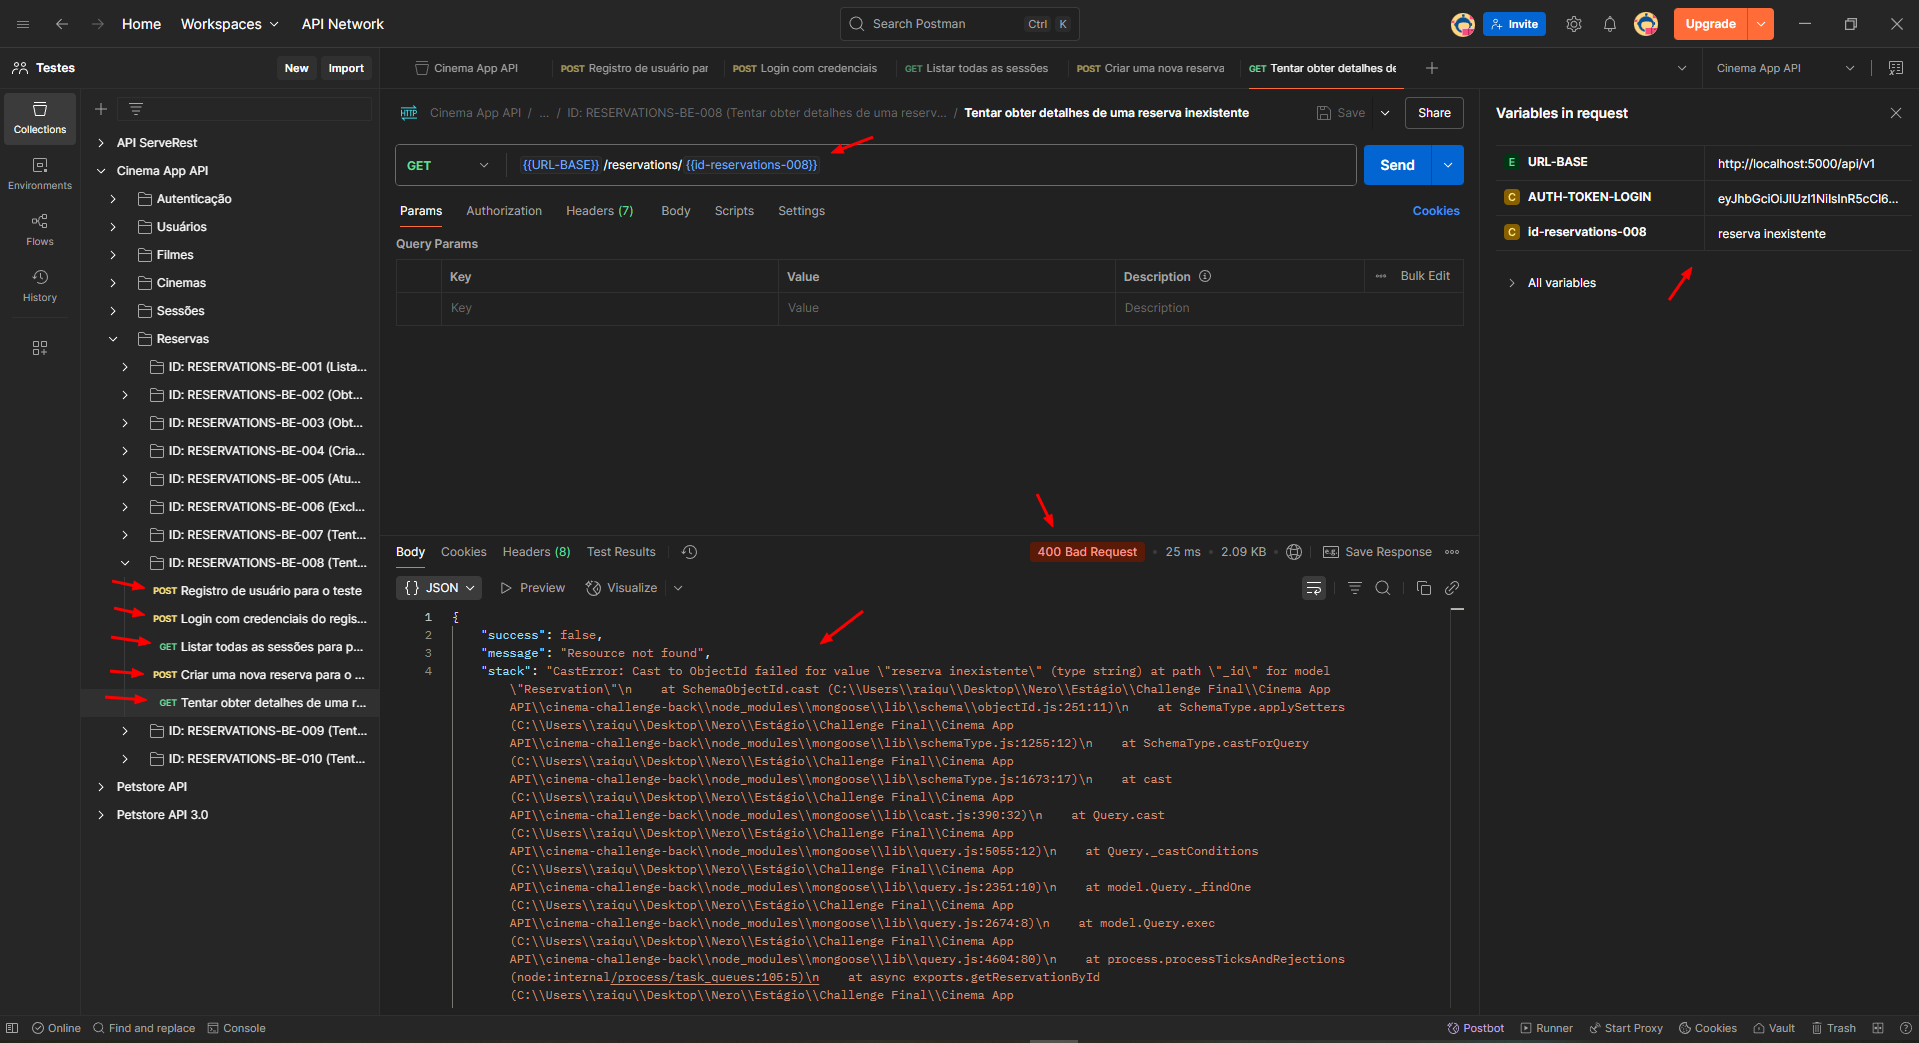 Home Workspaces API Network
Search Postman Ctrl K
Invite Upgrade
Testes New Import
Cinema App API POST Registro de usuário par POST Login com credenciais GET Listar todas as sessões POST Criar uma nova reserva GET Tentar obter detalhes de Cinema App API
Collections
Environments
Flows
History
API ServeRest
Cinema App API
Autenticação
Usuários
Filmes
Cinemas
Sessões
Reservas
ID: RESERVATIONS-BE-001 (Lista...
ID: RESERVATIONS-BE-002 (Obt...
ID: RESERVATIONS-BE-003 (Obt...
ID: RESERVATIONS-BE-004 (Cria...
ID: RESERVATIONS-BE-005 (Atu...
ID: RESERVATIONS-BE-006 (Excl...
ID: RESERVATIONS-BE-007 (Tent...
ID: RESERVATIONS-BE-008 (Tent...
POST Registro de usuário para o teste
POST Login com credenciais do regis...
GET Listar todas as sessões para p...
POST Criar uma nova reserva para o ...
GET Tentar obter detalhes de uma r...
ID: RESERVATIONS-BE-009 (Tent...
ID: RESERVATIONS-BE-010 (Tent...
Petstore API
Petstore API 3.0
HTTP Cinema App API / ... / ID: RESERVATIONS-BE-008 (Tentar obter detalhes de uma reserv... / Tentar obter detalhes de uma reserva inexistente
Save Share
GET {{URL-BASE}} /reservations/ {{id-reservations-008}} Send
Params Authorization Headers (7) Body Scripts Settings Cookies
Query Params
Key Value Description Bulk Edit
Key Value Description
Body Cookies Headers (8) Test Results 400 Bad Request 25 ms 2.09 KB e.g. Save Response
{} JSON Preview Visualize
1 {
2 "success": false,
3 "message": "Resource not found",
4 "stack": "CastError: Cast to ObjectId failed for value \"reserva inexistente\" (type string) at path \"_id\" for model
\"Reservation\"\n    at SchemaObjectId.cast (C:\\Users\\raiqu\\Desktop\\Nero\\Estágio\\Challenge Final\\Cinema App
API\\cinema-challenge-back\\node_modules\\mongoose\\lib\\schema\\objectId.js:251:11)\n    at SchemaType.applySetters
(C:\\Users\\raiqu\\Desktop\\Nero\\Estágio\\Challenge Final\\Cinema App
API\\cinema-challenge-back\\node_modules\\mongoose\\lib\\schemaType.js:1255:12)\n    at SchemaType.castForQuery
(C:\\Users\\raiqu\\Desktop\\Nero\\Estágio\\Challenge Final\\Cinema App
API\\cinema-challenge-back\\node_modules\\mongoose\\lib\\schemaType.js:1673:17)\n    at cast
(C:\\Users\\raiqu\\Desktop\\Nero\\Estágio\\Challenge Final\\Cinema App
API\\cinema-challenge-back\\node_modules\\mongoose\\lib\\cast.js:390:32)\n    at Query.cast
(C:\\Users\\raiqu\\Desktop\\Nero\\Estágio\\Challenge Final\\Cinema App
API\\cinema-challenge-back\\node_modules\\mongoose\\lib\\query.js:5055:12)\n    at Query._castConditions
(C:\\Users\\raiqu\\Desktop\\Nero\\Estágio\\Challenge Final\\Cinema App
API\\cinema-challenge-back\\node_modules\\mongoose\\lib\\query.js:2351:10)\n    at model.Query._findOne
(C:\\Users\\raiqu\\Desktop\\Nero\\Estágio\\Challenge Final\\Cinema App
API\\cinema-challenge-back\\node_modules\\mongoose\\lib\\query.js:2674:8)\n    at model.Query.exec
(C:\\Users\\raiqu\\Desktop\\Nero\\Estágio\\Challenge Final\\Cinema App
API\\cinema-challenge-back\\node_modules\\mongoose\\lib\\query.js:4604:80)\n    at process.processTicksAndRejections
(node:internal/process/task_queues:105:5)\n    at async exports.getReservationById
(C:\\Users\\raiqu\\Desktop\\Nero\\Estágio\\Challenge Final\\Cinema App
Variables in request
E URL-BASE http://localhost:5000/api/v1
C AUTH-TOKEN-LOGIN eyJhbGciOiJIUzI1NiIsInR5cCI6...
C id-reservations-008 reserva inexistente
All variables
Online Find and replace Console
Postbot Runner Start Proxy Cookies Vault Trash